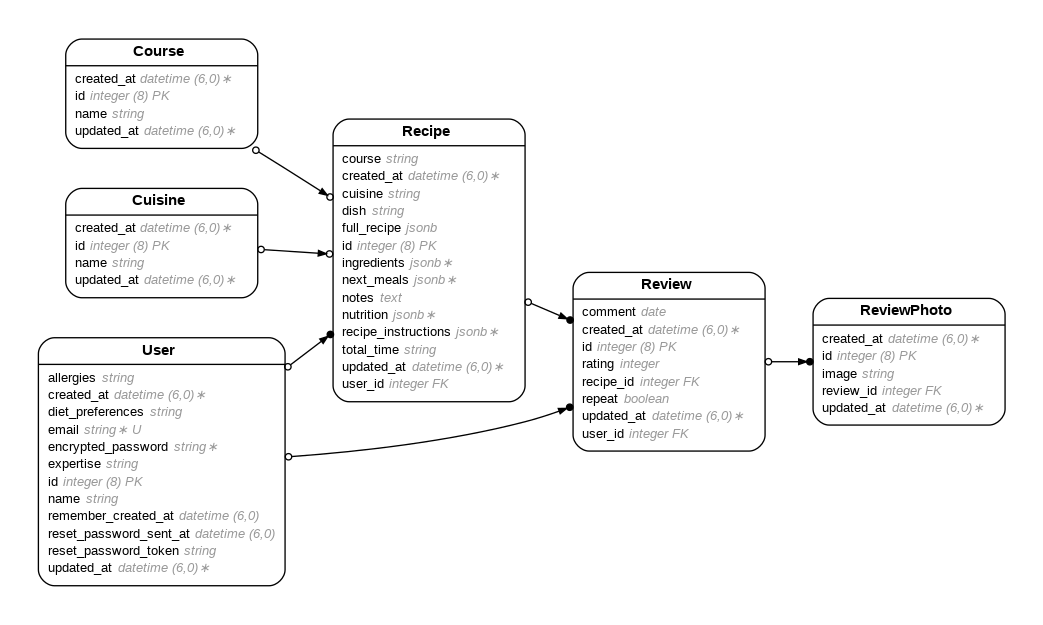 Course
created_at datetime (6,0)∗
id integer (8) PK
name string
updated_at datetime (6,0)∗
Cuisine
created_at datetime (6,0)∗
id integer (8) PK
name string
updated_at datetime (6,0)∗
User
allergies string
created_at datetime (6,0)∗
diet_preferences string
email string∗ U
encrypted_password string∗
expertise string
id integer (8) PK
name string
remember_created_at datetime (6,0)
reset_password_sent_at datetime (6,0)
reset_password_token string
updated_at datetime (6,0)∗
Recipe
course string
created_at datetime (6,0)∗
cuisine string
dish string
full_recipe jsonb
id integer (8) PK
ingredients jsonb∗
next_meals jsonb∗
notes text
nutrition jsonb∗
recipe_instructions jsonb∗
total_time string
updated_at datetime (6,0)∗
user_id integer FK
Review
comment date
created_at datetime (6,0)∗
id integer (8) PK
rating integer
recipe_id integer FK
repeat boolean
updated_at datetime (6,0)∗
user_id integer FK
ReviewPhoto
created_at datetime (6,0)∗
id integer (8) PK
image string
review_id integer FK
updated_at datetime (6,0)∗